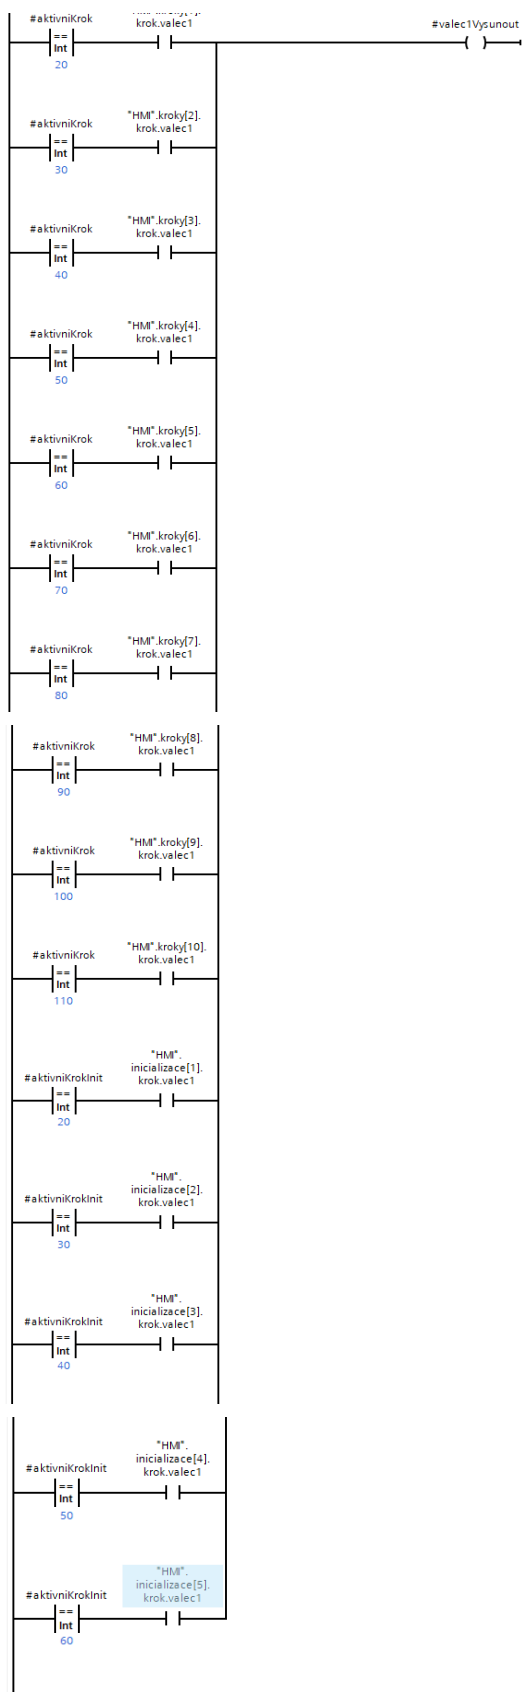 #aktivniKrok
krok.valec1
#valec1Vysunout
==
Int
20
#aktivniKrok
"HMI".kroky[2].
krok.valec1
==
Int
30
#aktivniKrok
"HMI".kroky[3].
krok.valec1
==
Int
40
#aktivniKrok
"HMI".kroky[4].
krok.valec1
==
Int
50
#aktivniKrok
"HMI".kroky[5].
krok.valec1
==
Int
60
#aktivniKrok
"HMI".kroky[6].
krok.valec1
==
Int
70
#aktivniKrok
"HMI".kroky[7].
krok.valec1
==
Int
80
#aktivniKrok
"HMI".kroky[8].
krok.valec1
==
Int
90
#aktivniKrok
"HMI".kroky[9].
krok.valec1
==
Int
100
#aktivniKrok
"HMI".kroky[10].
krok.valec1
==
Int
110
#aktivniKrokInit
"HMI".
inicializace[1].
krok.valec1
==
Int
20
#aktivniKrokInit
"HMI".
inicializace[2].
krok.valec1
==
Int
30
#aktivniKrokInit
"HMI".
inicializace[3].
krok.valec1
==
Int
40
#aktivniKrokInit
"HMI".
inicializace[4].
krok.valec1
==
Int
50
#aktivniKrokInit
"HMI".
inicializace[5].
krok.valec1
==
Int
60